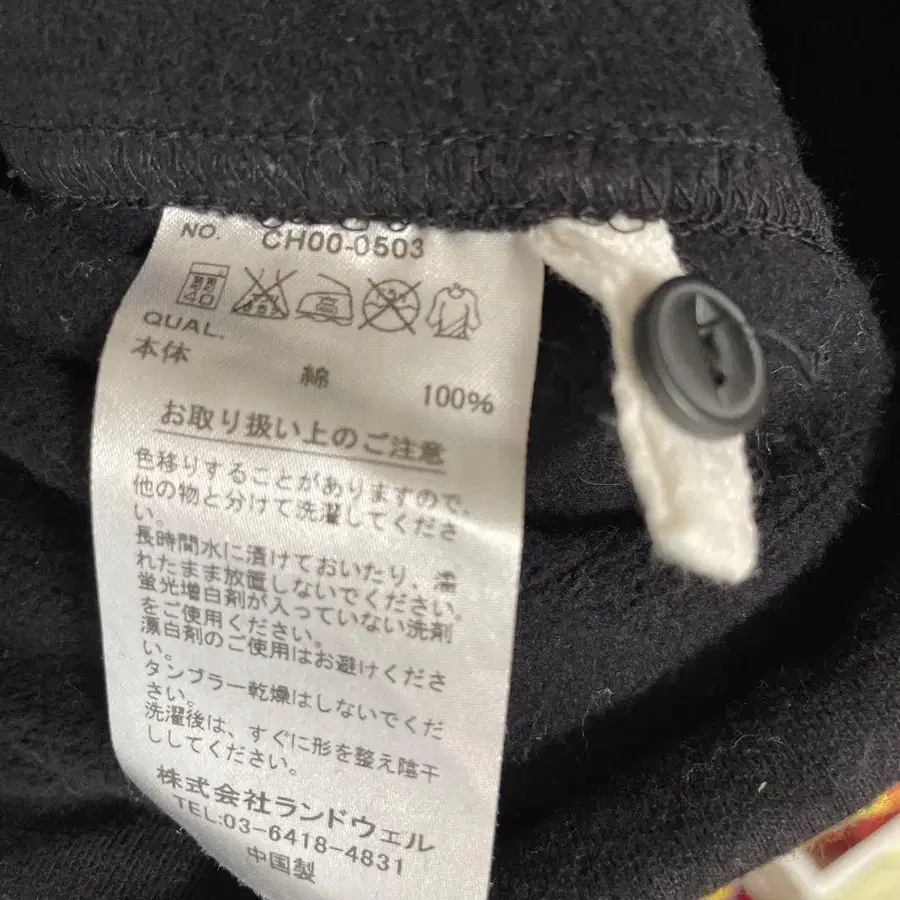 NO. CH00-0503
40 高
QUAL.
本体 綿 100%
お取り扱い上のご注意
色移りすることがありますので、
他の物と分けて洗濯してくださ
い。
長時間水に漬けておいたり、濡
れたまま放置しないでください。
蛍光増白剤が入っていない洗剤
をご使用ください。
漂白剤のご使用はお避けくださ
い。
タンブラー乾燥はしないでくだ
さい。
洗濯後は、すぐに形を整え陰干
ししてください。
株式会社ランドウェル
TEL:03-6418-4831
中国製